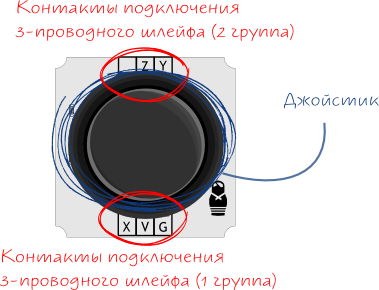 Контакты подключения
3-проводного шлейфа (2 группа)
Z Y
Джойстик
X V G
Контакты подключения
3-проводного шлейфа (1 группа)